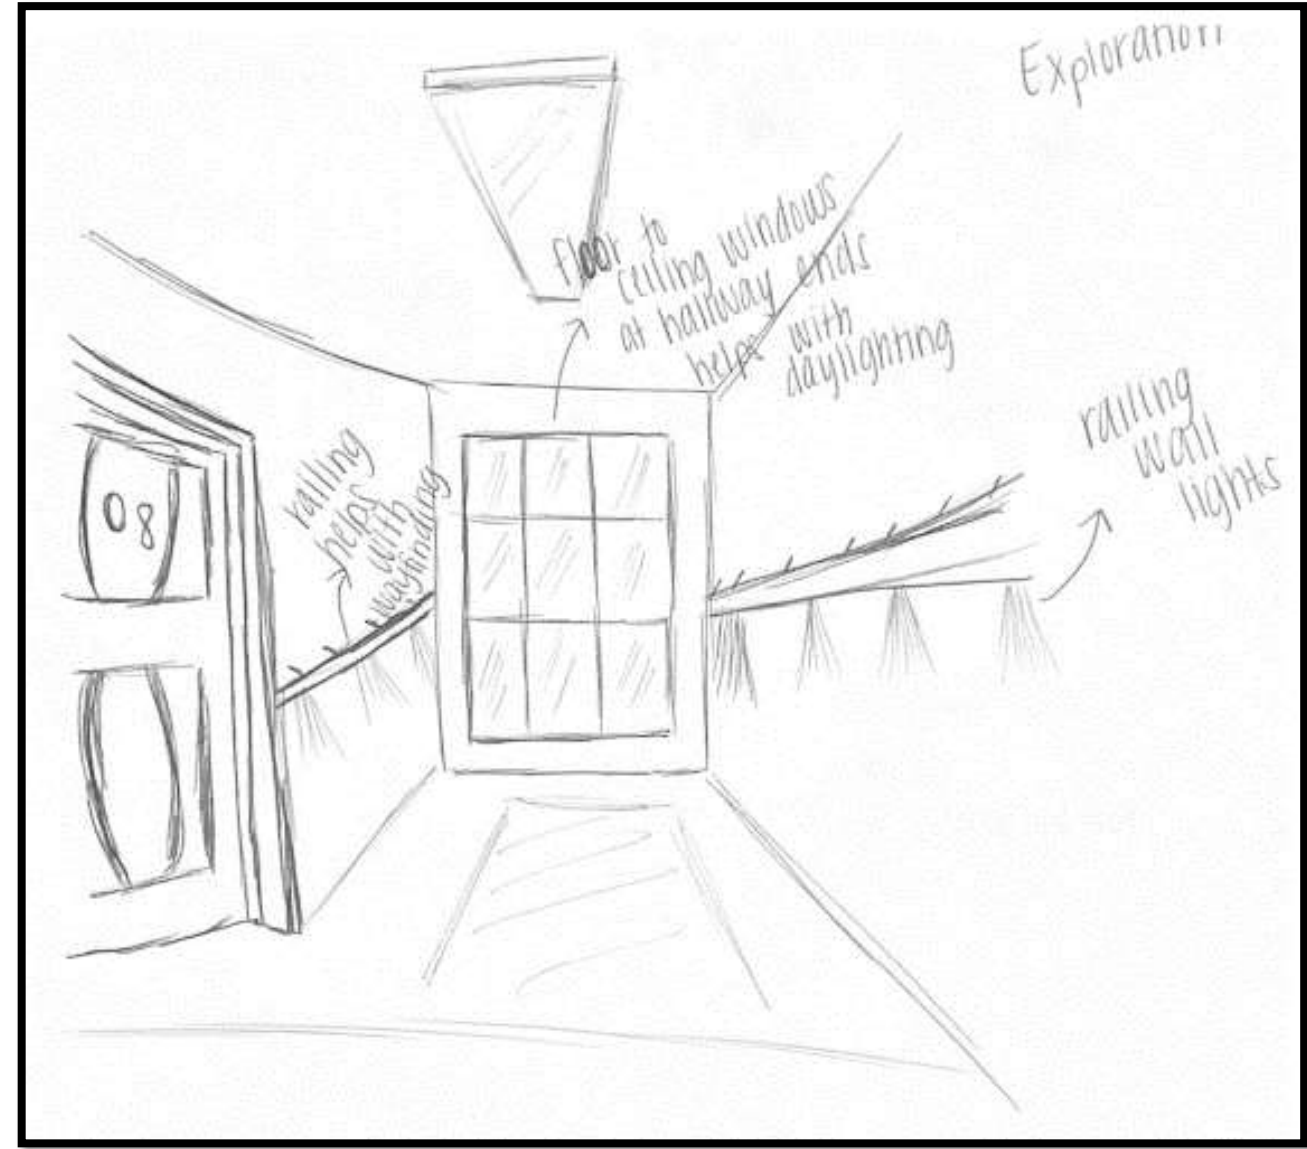 Exploration
floor to
ceiling windows
at hallway ends
helps with
daylighting
railing
wall
lights
railing
helps
with
wayfinding
08